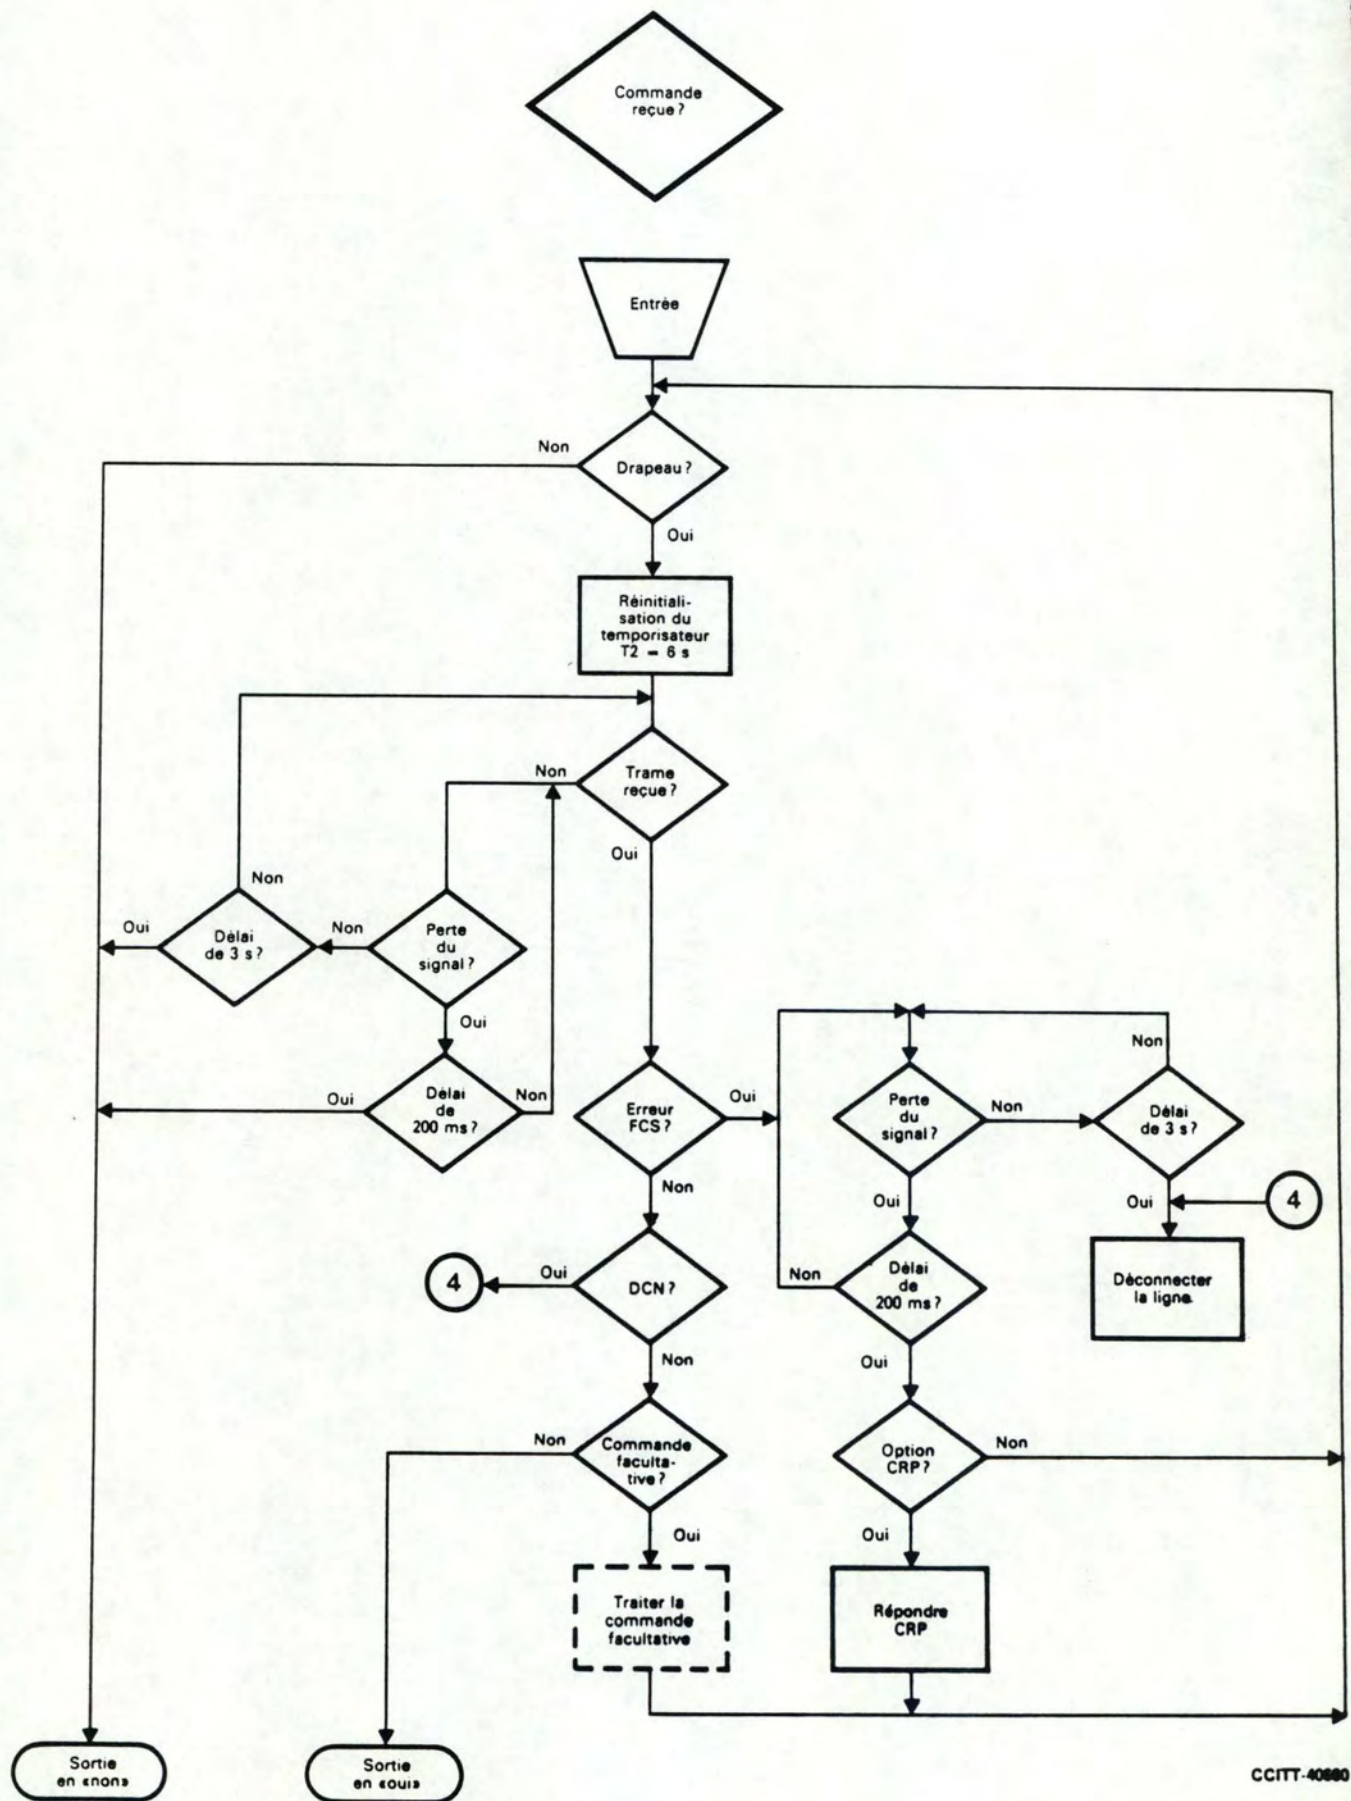 Commande
reçue ?
Entrée
Non
Drapeau ?
Oui
Réinitiali-
sation du
temporisateur
T2 = 6 s
Non
Trame
reçue ?
Oui
Non
Oui
Délai
de 3 s ?
Non
Perte
du
signal ?
Oui
Non
Oui
Délai
de
200 ms ?
Non
Erreur
FCS ?
Oui
Perte
du
signal ?
Non
Délai
de 3 s ?
Non
Oui
Oui
4
4
Oui
DCN ?
Non
Délai
de
200 ms ?
Déconnecter
la ligne.
Non
Oui
Non
Commande
faculta-
tive ?
Option
CRP ?
Non
Oui
Oui
Traiter la
commande
facultative
Répondre
CRP
Sortie
en «non»
Sortie
en «oui»